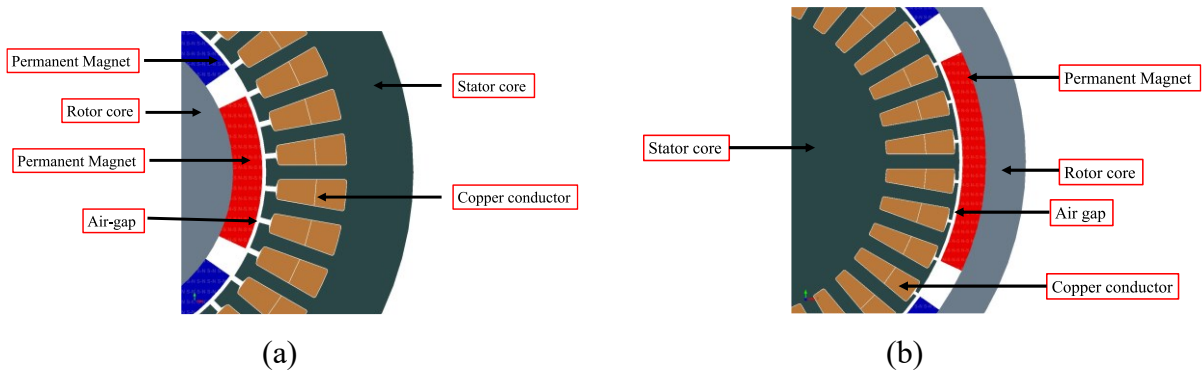 Permanent Magnet
Rotor core
Permanent Magnet
Air-gap
Stator core
Copper conductor
(a)
Stator core
Permanent Magnet
Rotor core
Air gap
Copper conductor
(b)